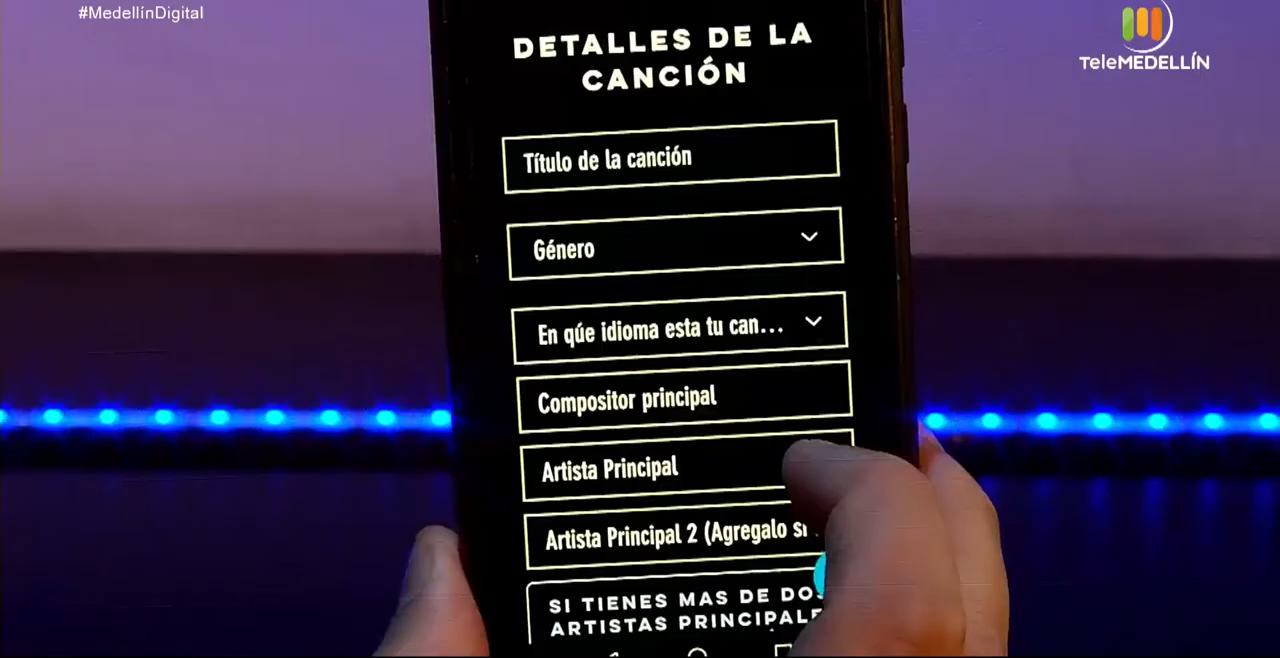 #MedellínDigital
TeleMEDELLÍN
DETALLES DE LA
CANCIÓN
Título de la canción
Género
En qúe idioma esta tu can...
Compositor principal
Artista Principal
Artista Principal 2 (Agregalo si
SI TIENES MAS DE DOS
ARTISTAS PRINCIPALE